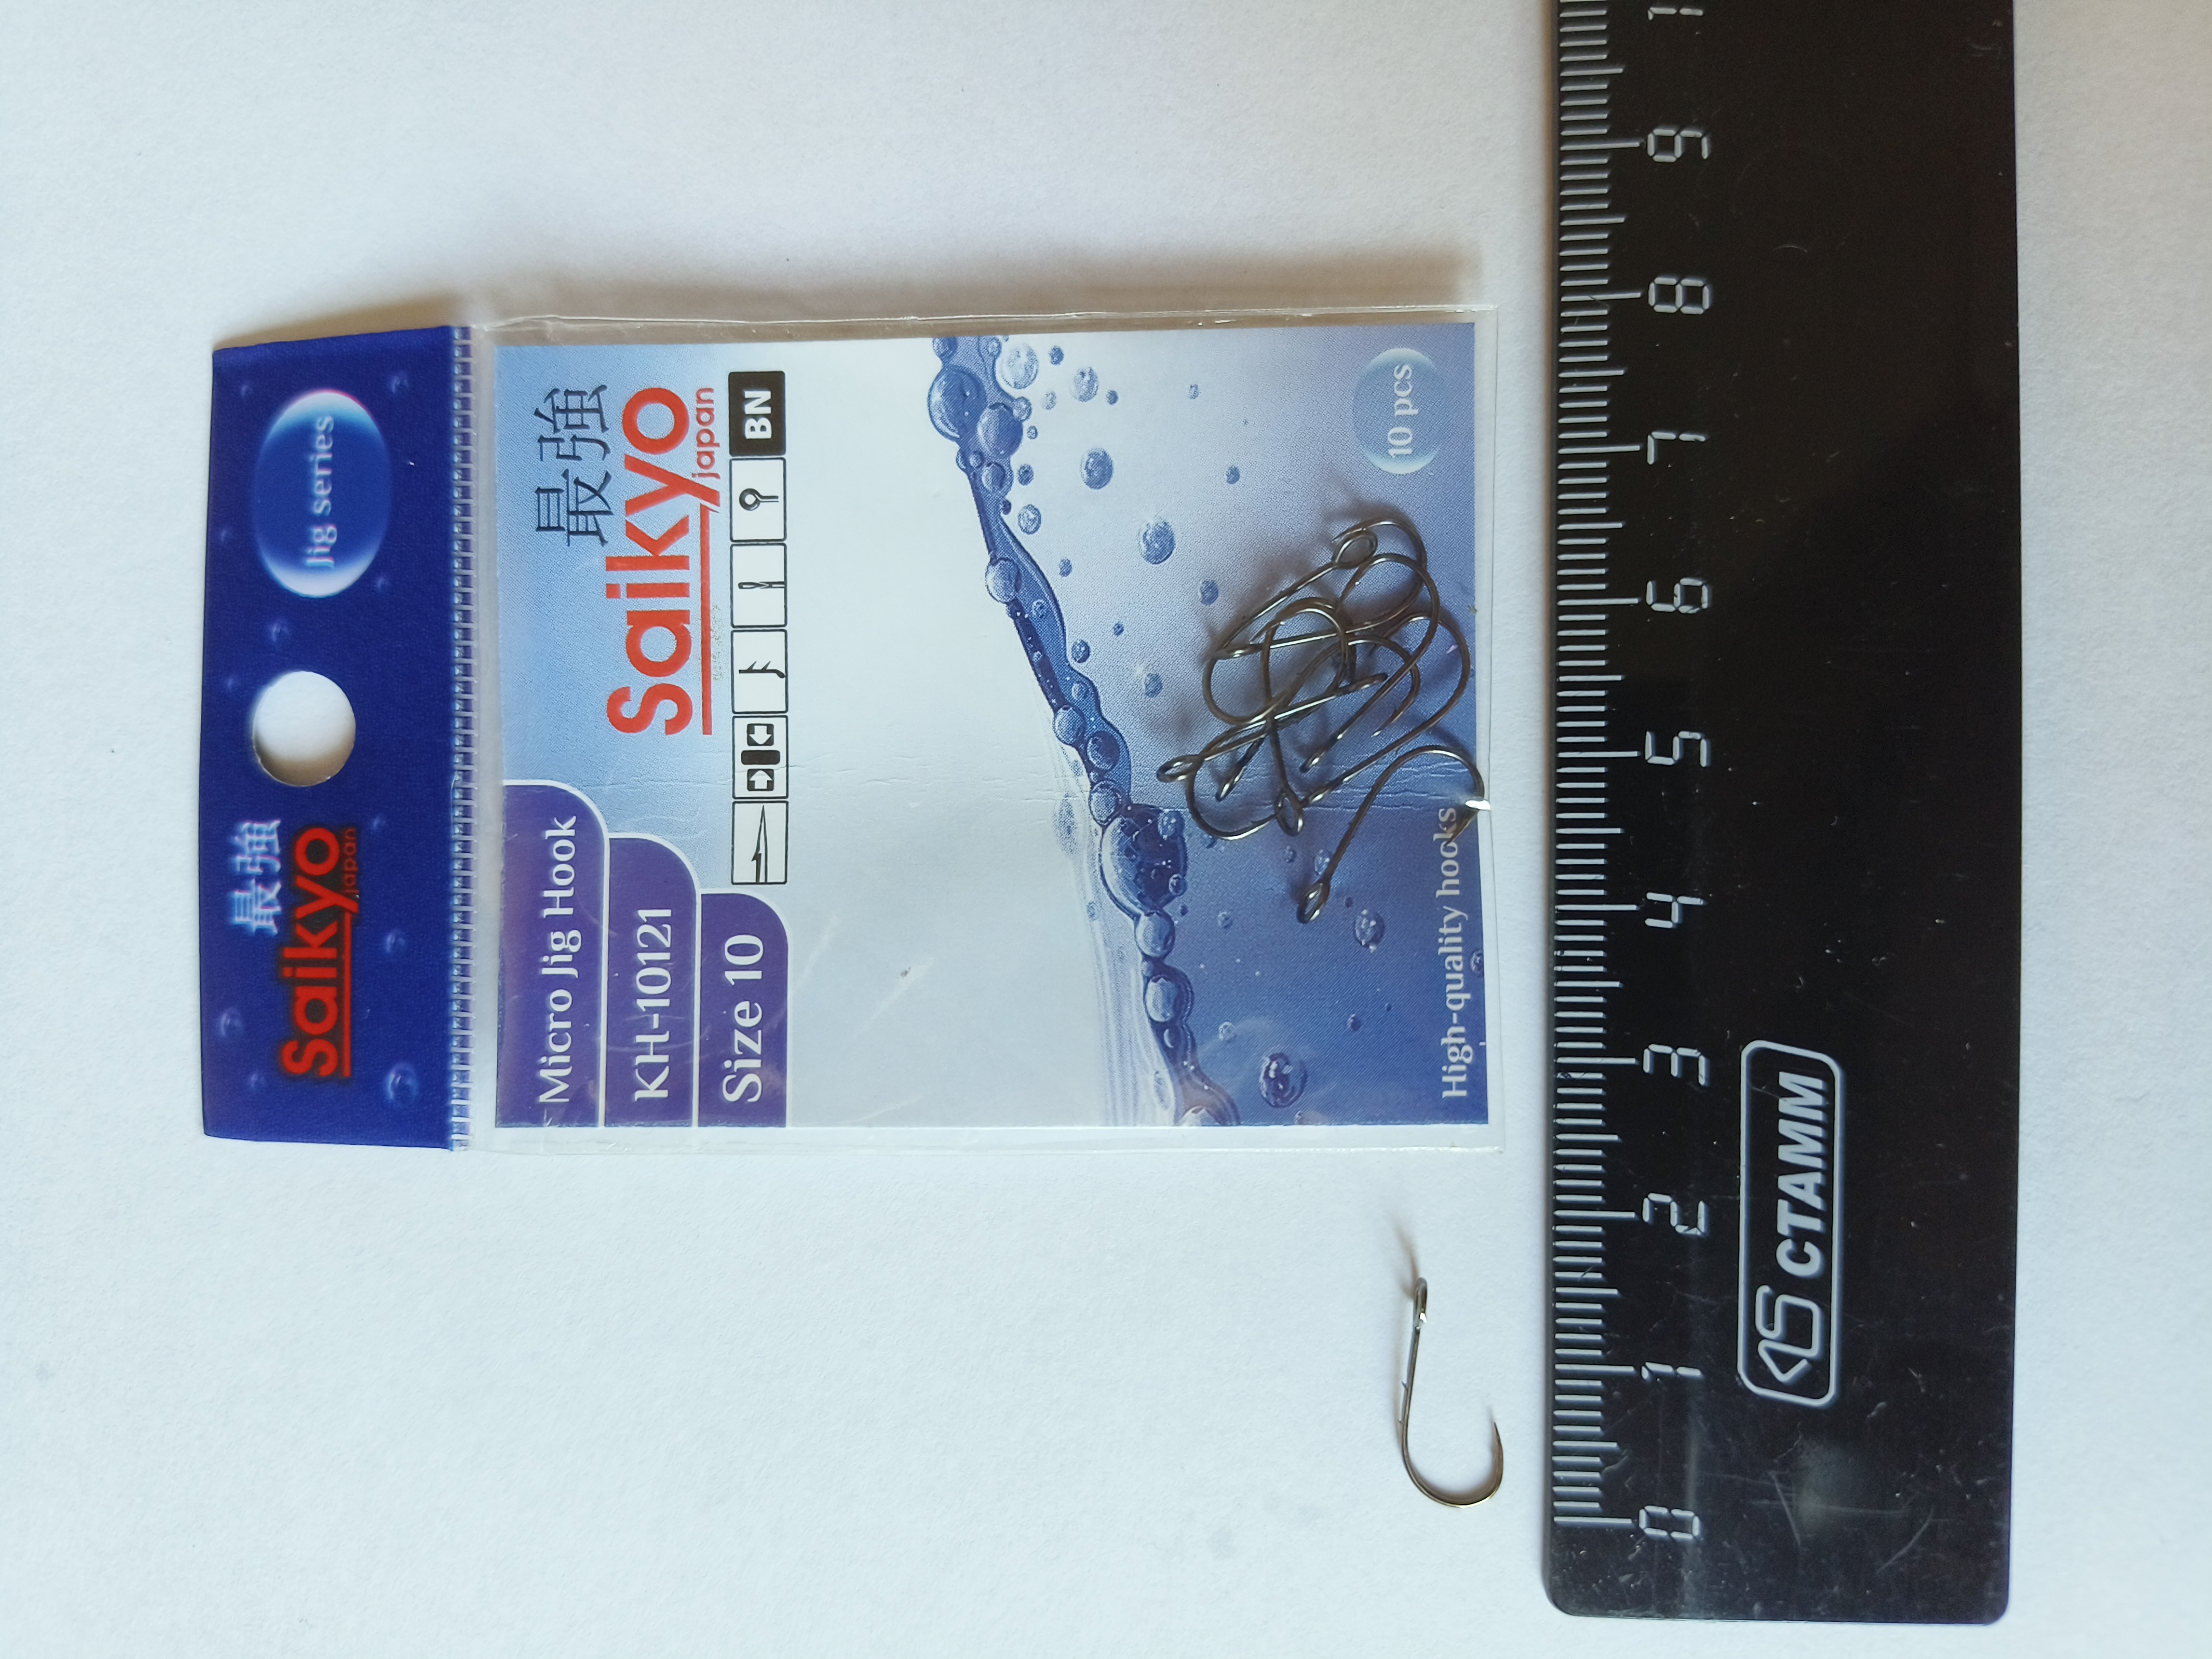 最強
Saikyo
japan
Jig series
Micro Jig Hook
KH-10121
Size 10
最強
Saikyo
japan
BN
High-quality hooks
10 pcs
0 1 2 3 4 5 6 7 8 9 1
СТАММ